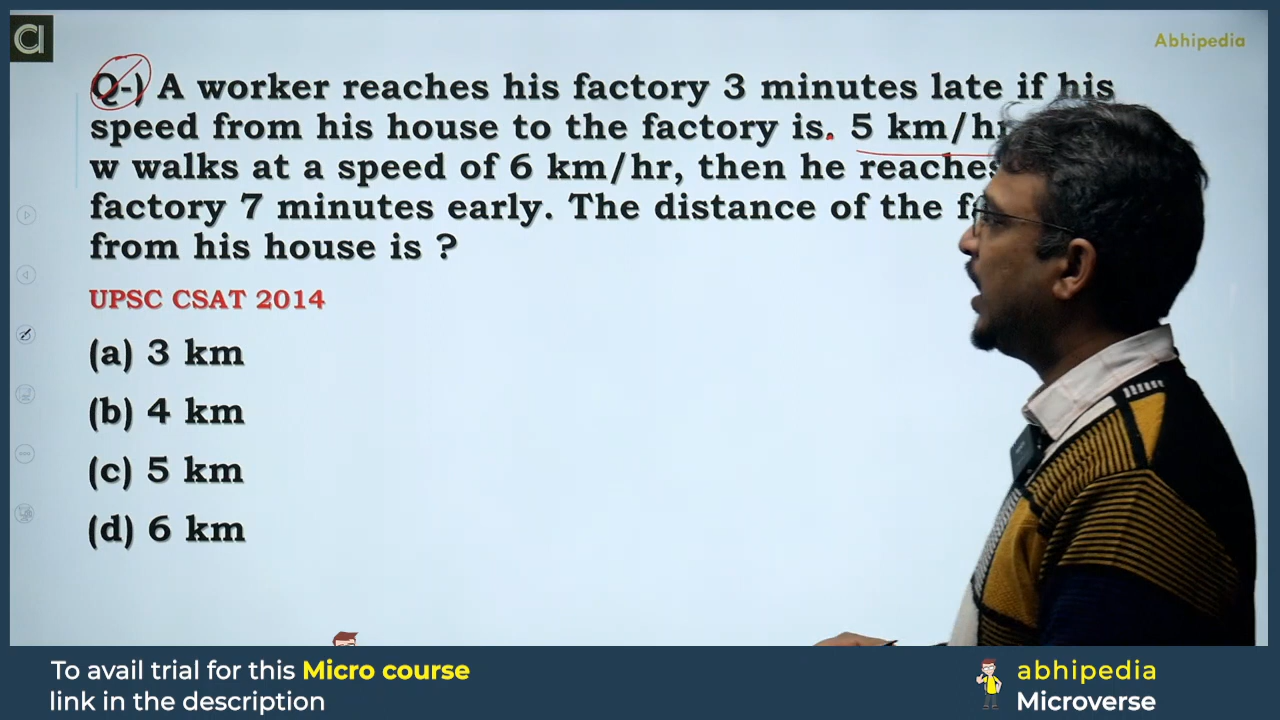 Abhipedia
Q-) A worker reaches his factory 3 minutes late if his
speed from his house to the factory is. 5 km/hr
w walks at a speed of 6 km/hr, then he reaches
factory 7 minutes early. The distance of the
from his house is ?
UPSC CSAT 2014
(a) 3 km
(b) 4 km
(c) 5 km
(d) 6 km
To avail trial for this Micro course
link in the description
abhipedia
Microverse